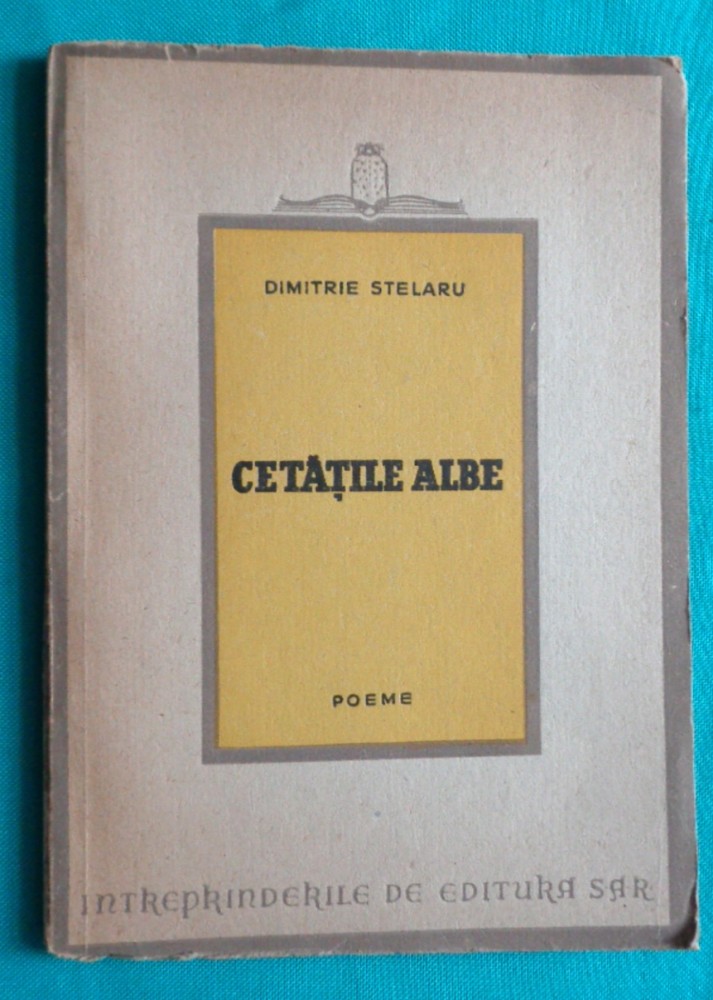 DIMITRIE STELARU
CETĂȚILE ALBE
POEME
INTREPRINDERILE DE EDITURA SAR